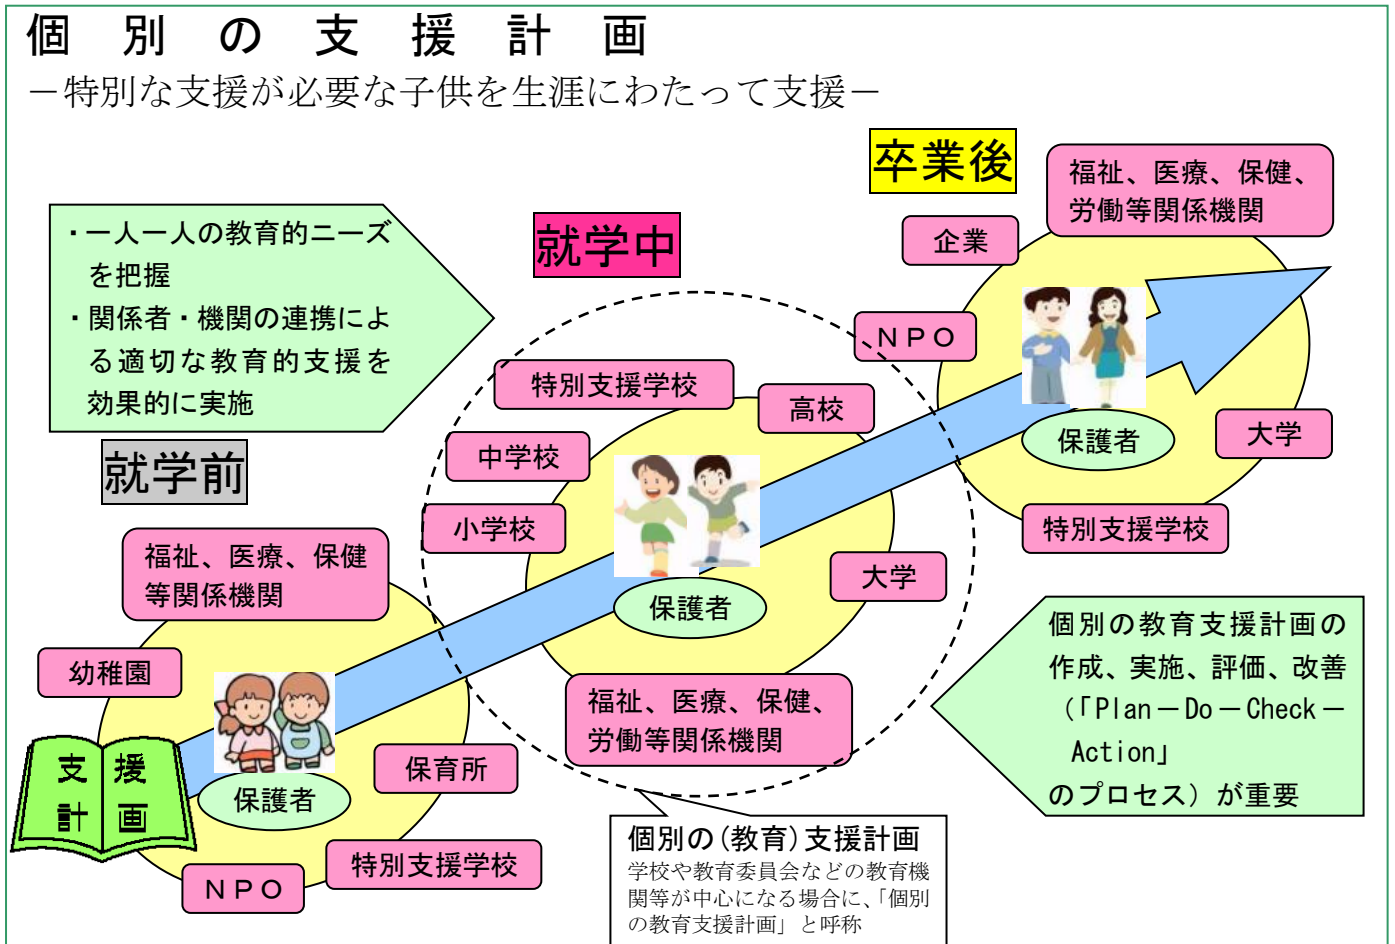 個別の支援計画
－特別な支援が必要な子供を生涯にわたって支援－
卒業後
福祉、医療、保健、
労働等関係機関
企業
ＮＰＯ
保護者
大学
特別支援学校
・一人一人の教育的ニーズ
を把握
・関係者・機関の連携によ
る適切な教育的支援を
効果的に実施
就学中
特別支援学校
高校
中学校
小学校
保護者
大学
福祉、医療、保健、
労働等関係機関
就学前
福祉、医療、保健
等関係機関
幼稚園
支援
計画
保護者
保育所
特別支援学校
ＮＰＯ
個別の教育支援計画の
作成、実施、評価、改善
（「Plan－Do－Check－
Action」
のプロセス）が重要
個別の(教育)支援計画
学校や教育委員会などの教育機
関等が中心になる場合に、「個別
の教育支援計画」と呼称